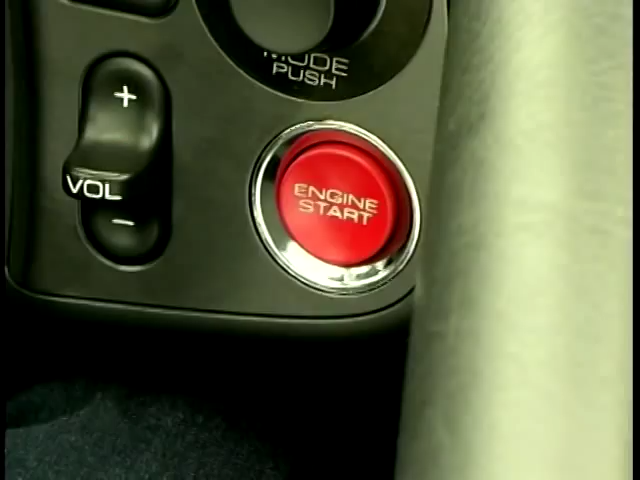 MODE
PUSH
+
VOL
−
ENGINE
START